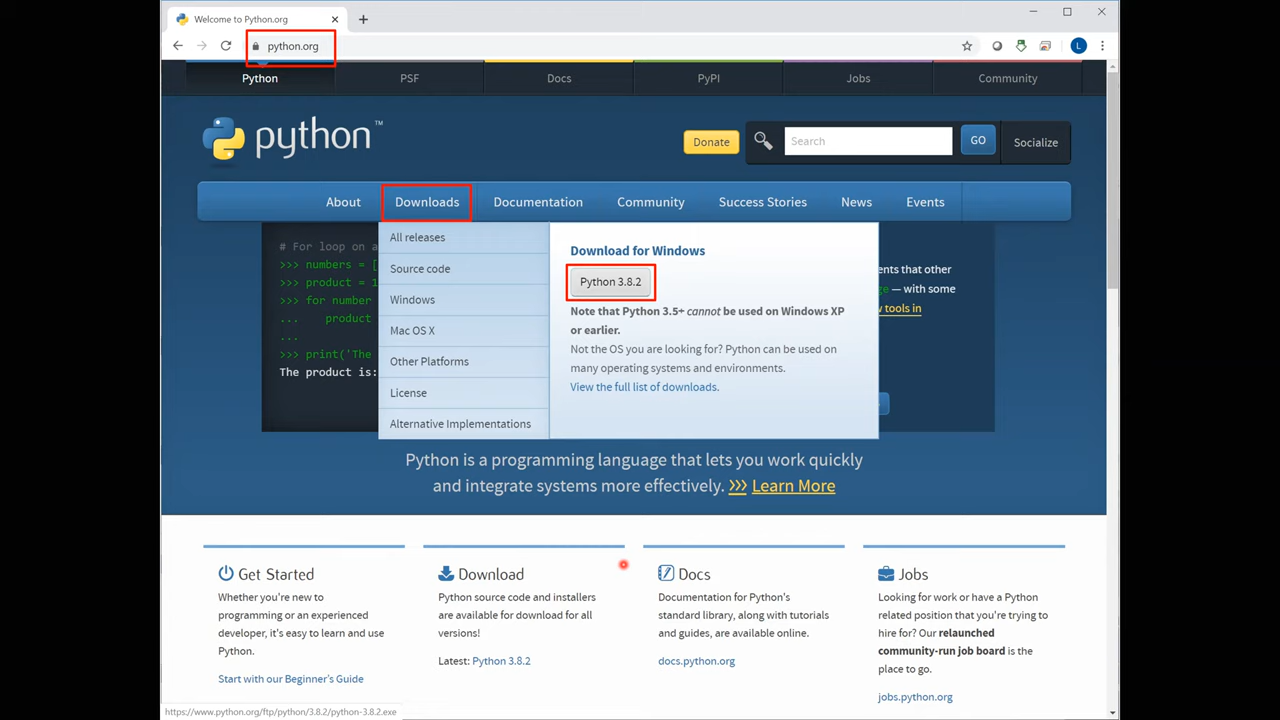 Welcome to Python.org
python.org
L
Python PSF Docs PyPI Jobs Community
python™
Donate Search GO Socialize
About Downloads Documentation Community Success Stories News Events
All releases
Source code
Windows
Mac OS X
Other Platforms
License
Alternative Implementations
Download for Windows
Python 3.8.2
Note that Python 3.5+ cannot be used on Windows XP
or earlier.
Not the OS you are looking for? Python can be used on
many operating systems and environments.
View the full list of downloads.
# For loop on a
>>> numbers = [
>>> product = 1
>>> for number
... product
...
>>> print('The
The product is:
ents that other
— with some
tools in
Python is a programming language that lets you work quickly
and integrate systems more effectively. >>> Learn More
Get Started
Whether you're new to
programming or an experienced
developer, it's easy to learn and use
Python.
Start with our Beginner's Guide
Download
Python source code and installers
are available for download for all
versions!
Latest: Python 3.8.2
Docs
Documentation for Python's
standard library, along with tutorials
and guides, are available online.
docs.python.org
Jobs
Looking for work or have a Python
related position that you're trying to
hire for? Our relaunched
community-run job board is the
place to go.
jobs.python.org
https://www.python.org/ftp/python/3.8.2/python-3.8.2.exe